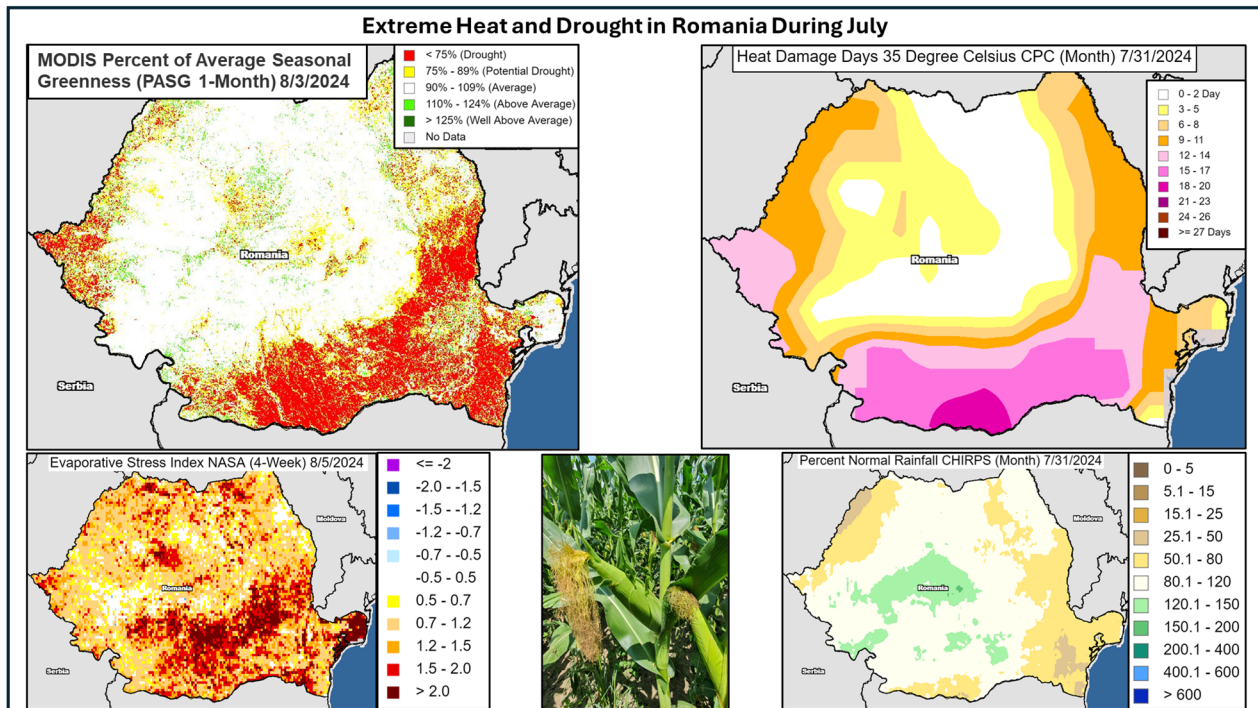 Extreme Heat and Drought in Romania During July
MODIS Percent of Average Seasonal
Greenness (PASG 1-Month) 8/3/2024
< 75% (Drought)
75% - 89% (Potential Drought)
90% - 109% (Average)
110% - 124% (Above Average)
> 125% (Well Above Average)
No Data
Romania
Serbia
Heat Damage Days 35 Degree Celsius CPC (Month) 7/31/2024
0 - 2 Day
3 - 5
6 - 8
9 - 11
12 - 14
15 - 17
18 - 20
21 - 23
24 - 26
>= 27 Days
Romania
Serbia
Evaporative Stress Index NASA (4-Week) 8/5/2024
<= -2
-2.0 - -1.5
-1.5 - -1.2
-1.2 - -0.7
-0.7 - -0.5
-0.5 - 0.5
0.5 - 0.7
0.7 - 1.2
1.2 - 1.5
1.5 - 2.0
> 2.0
Moldova
Romania
Serbia
Percent Normal Rainfall CHIRPS (Month) 7/31/2024
0 - 5
5.1 - 15
15.1 - 25
25.1 - 50
50.1 - 80
80.1 - 120
120.1 - 150
150.1 - 200
200.1 - 400
400.1 - 600
> 600
Moldova
Romania
Serbia